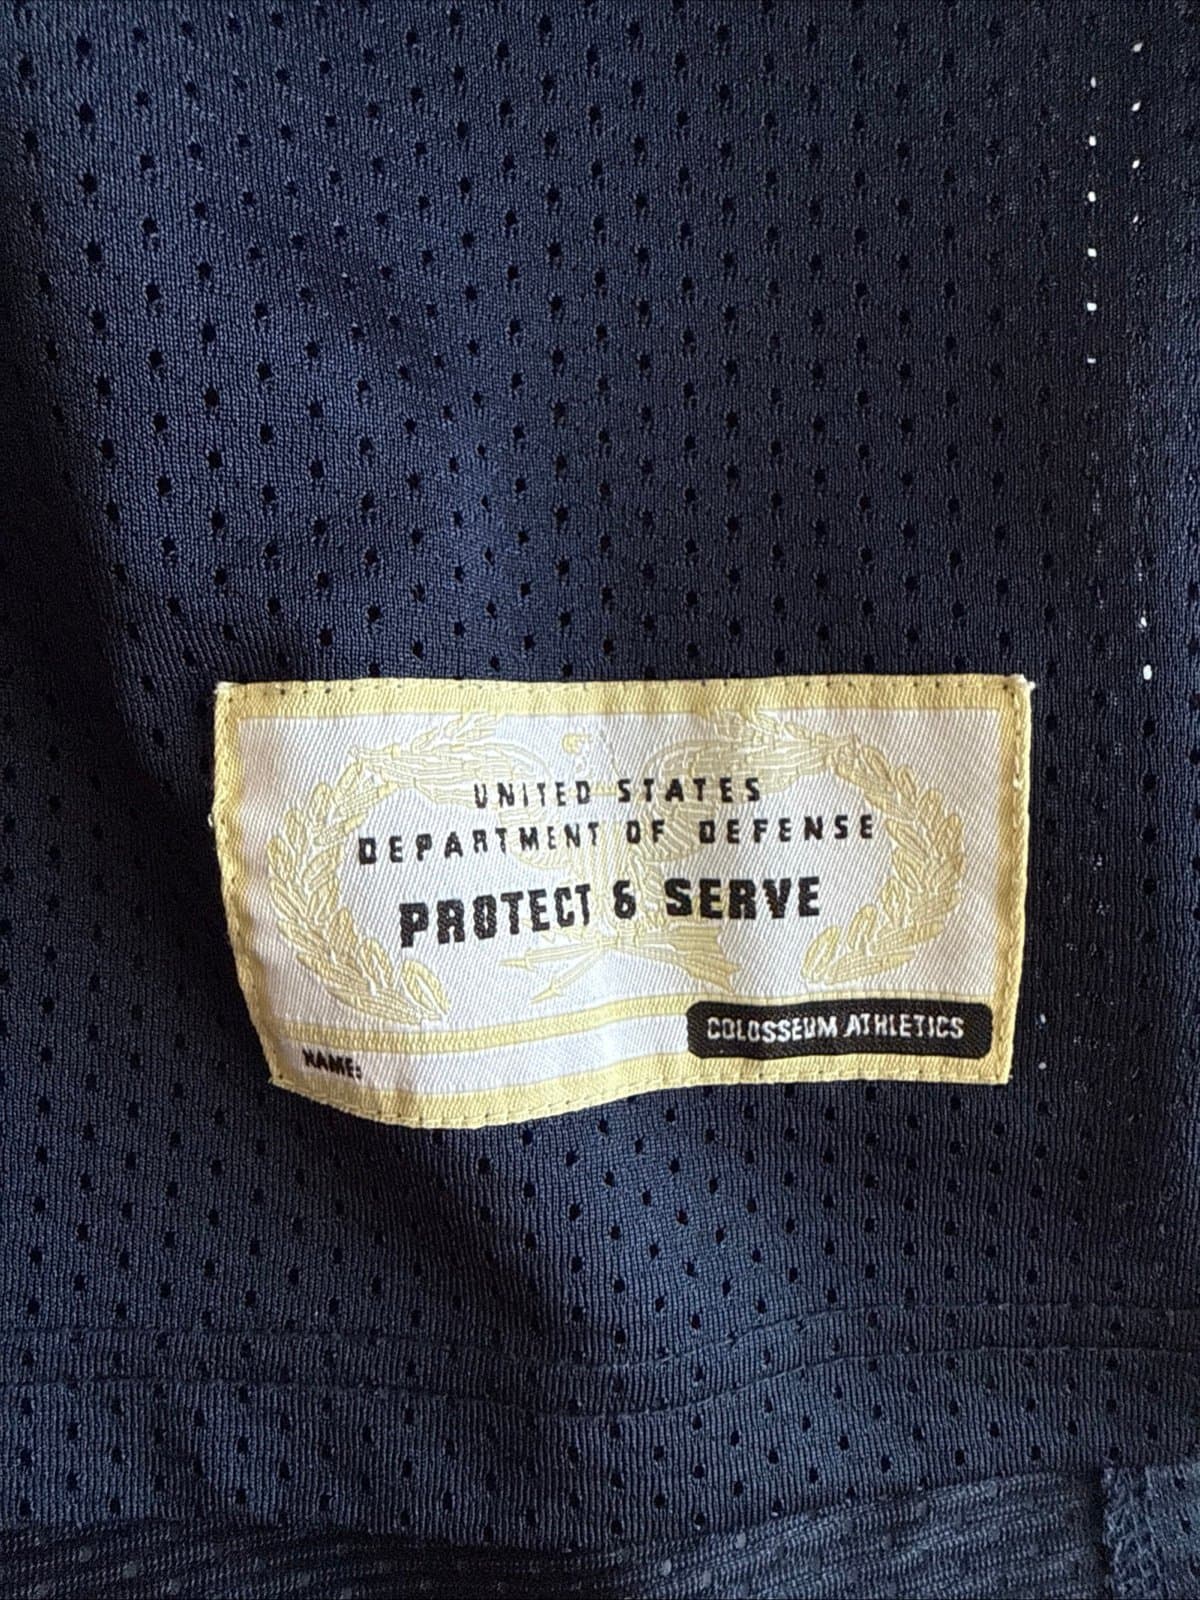 UNITED STATES
DEPARTMENT OF DEFENSE
PROTECT & SERVE
COLOSSEUM ATHLETICS
NAME: